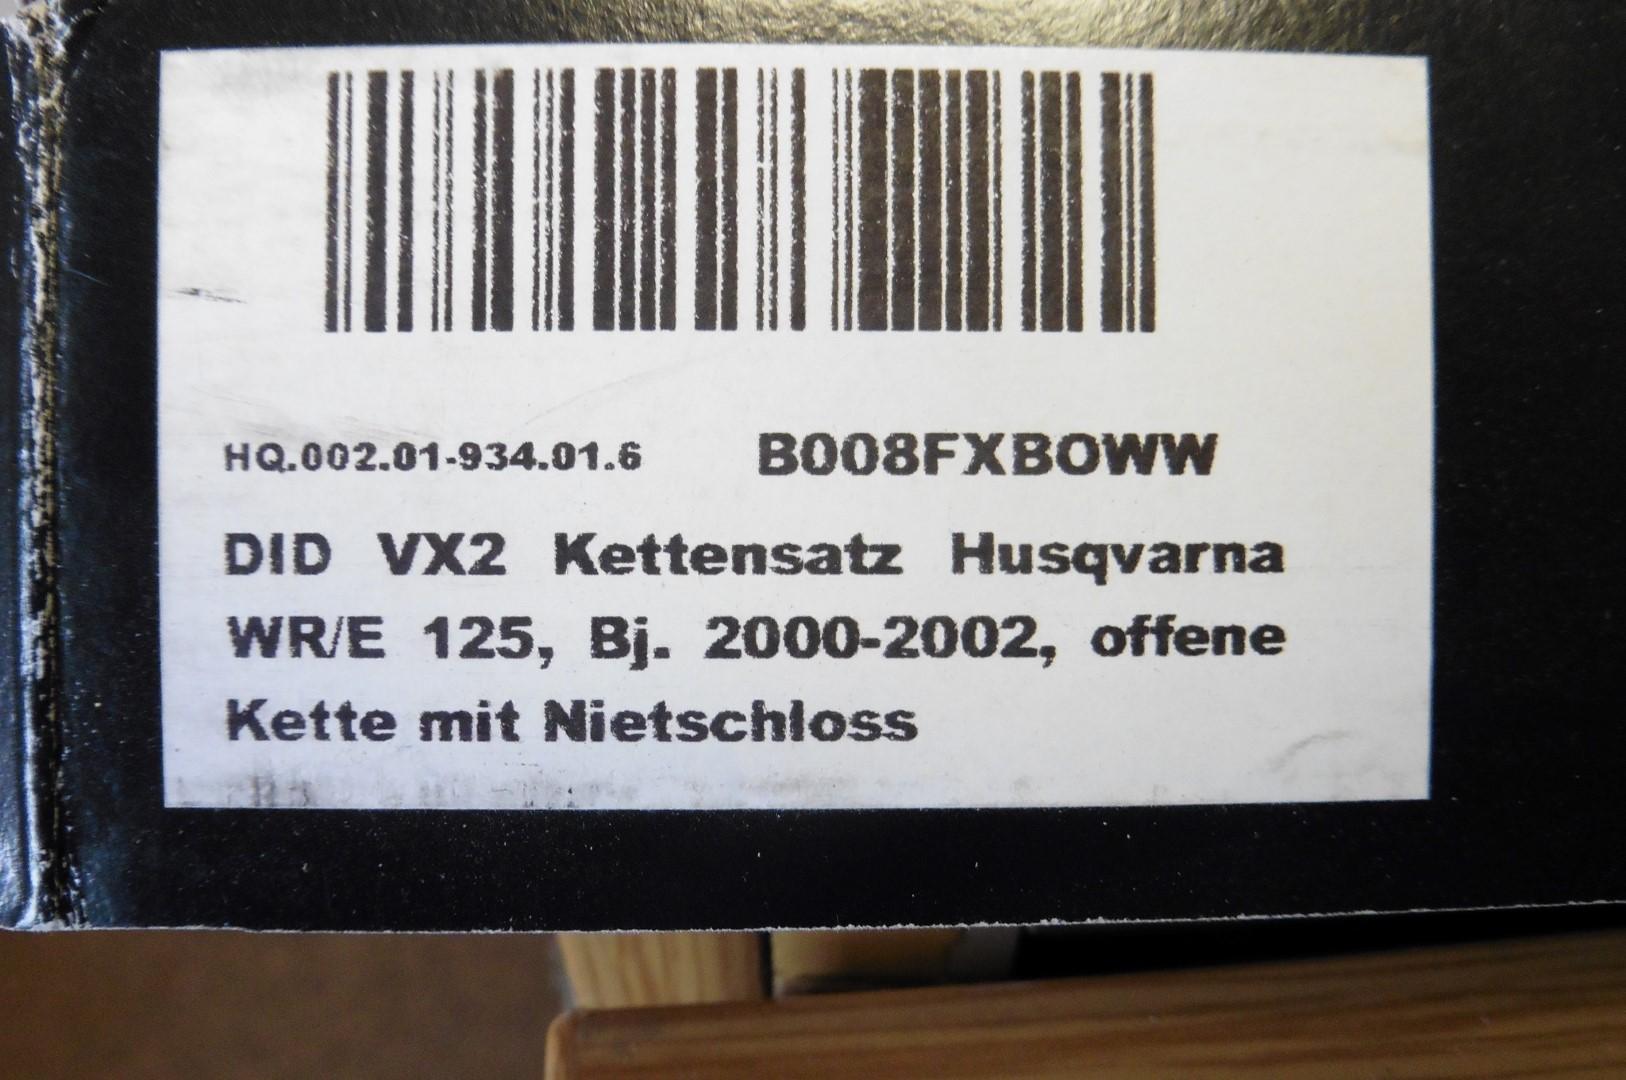 HQ.002.01-934.01.6 B008FXBOWW
DID VX2 Kettensatz Husqvarna
WR/E 125, Bj. 2000-2002, offene
Kette mit Nietschloss